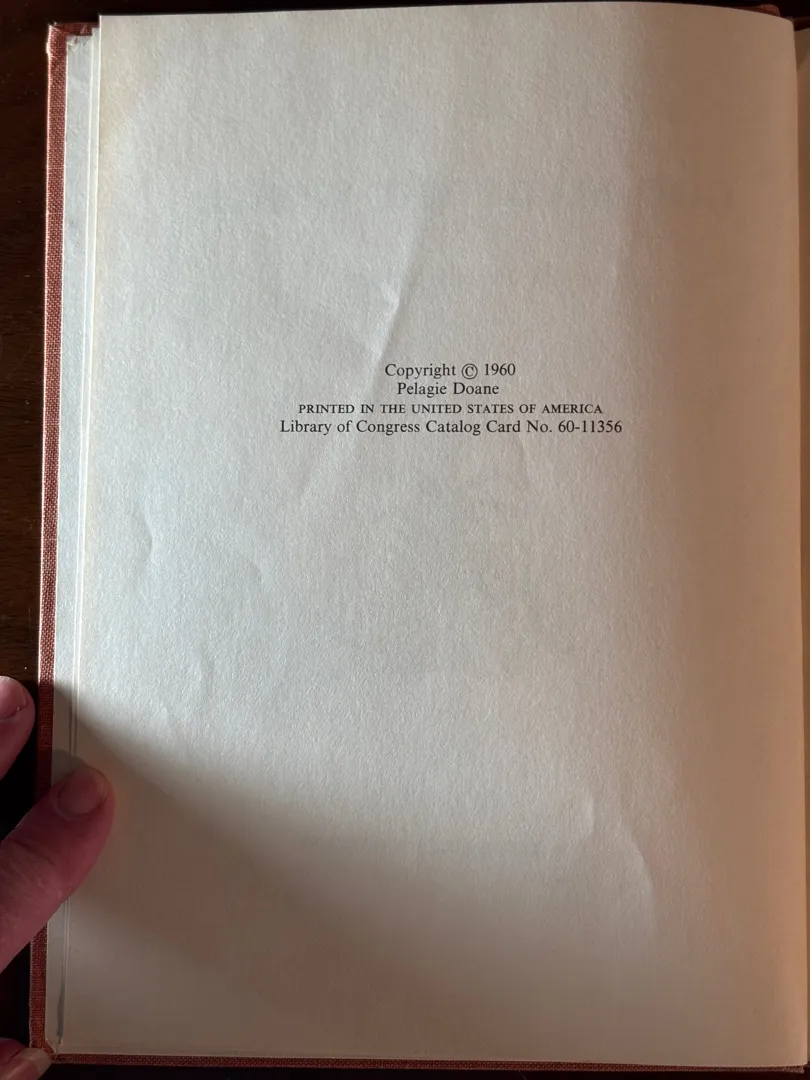 Copyright © 1960
Pelagie Doane
PRINTED IN THE UNITED STATES OF AMERICA
Library of Congress Catalog Card No. 60-11356